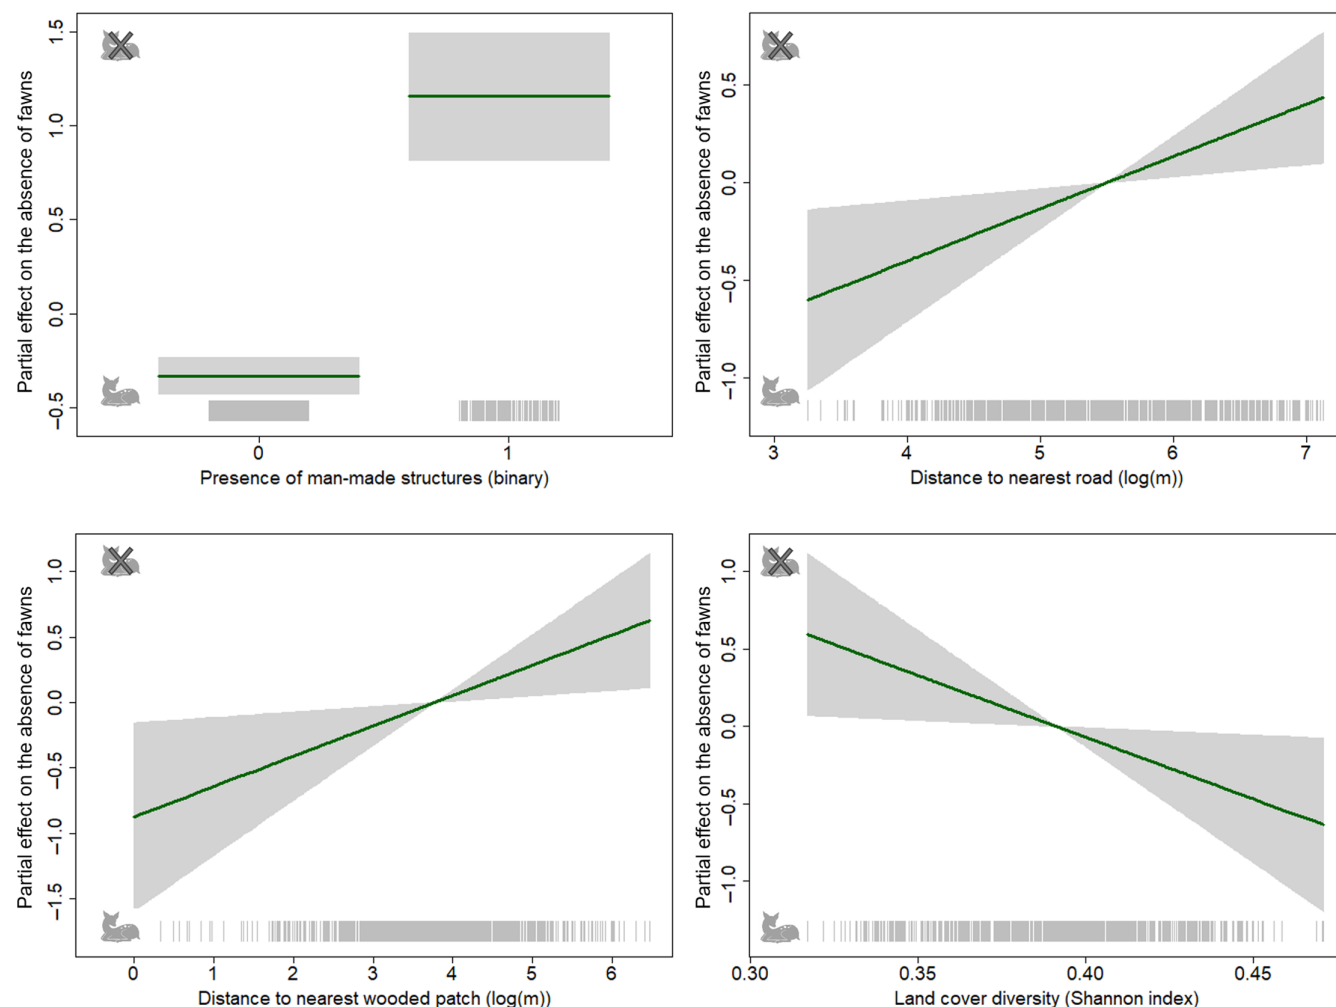 Partial effect on the absence of fawns
1.5
1.0
0.5
0.0
−0.5
0 1
Presence of man-made structures (binary)
Partial effect on the absence of fawns
0.5
0.0
−0.5
−1.0
3 4 5 6 7
Distance to nearest road (log(m))
Partial effect on the absence of fawns
1.0
0.5
0.0
−0.5
−1.0
−1.5
0 1 2 3 4 5 6
Distance to nearest wooded patch (log(m))
Partial effect on the absence of fawns
1.0
0.5
0.0
−0.5
−1.0
0.30 0.35 0.40 0.45
Land cover diversity (Shannon index)